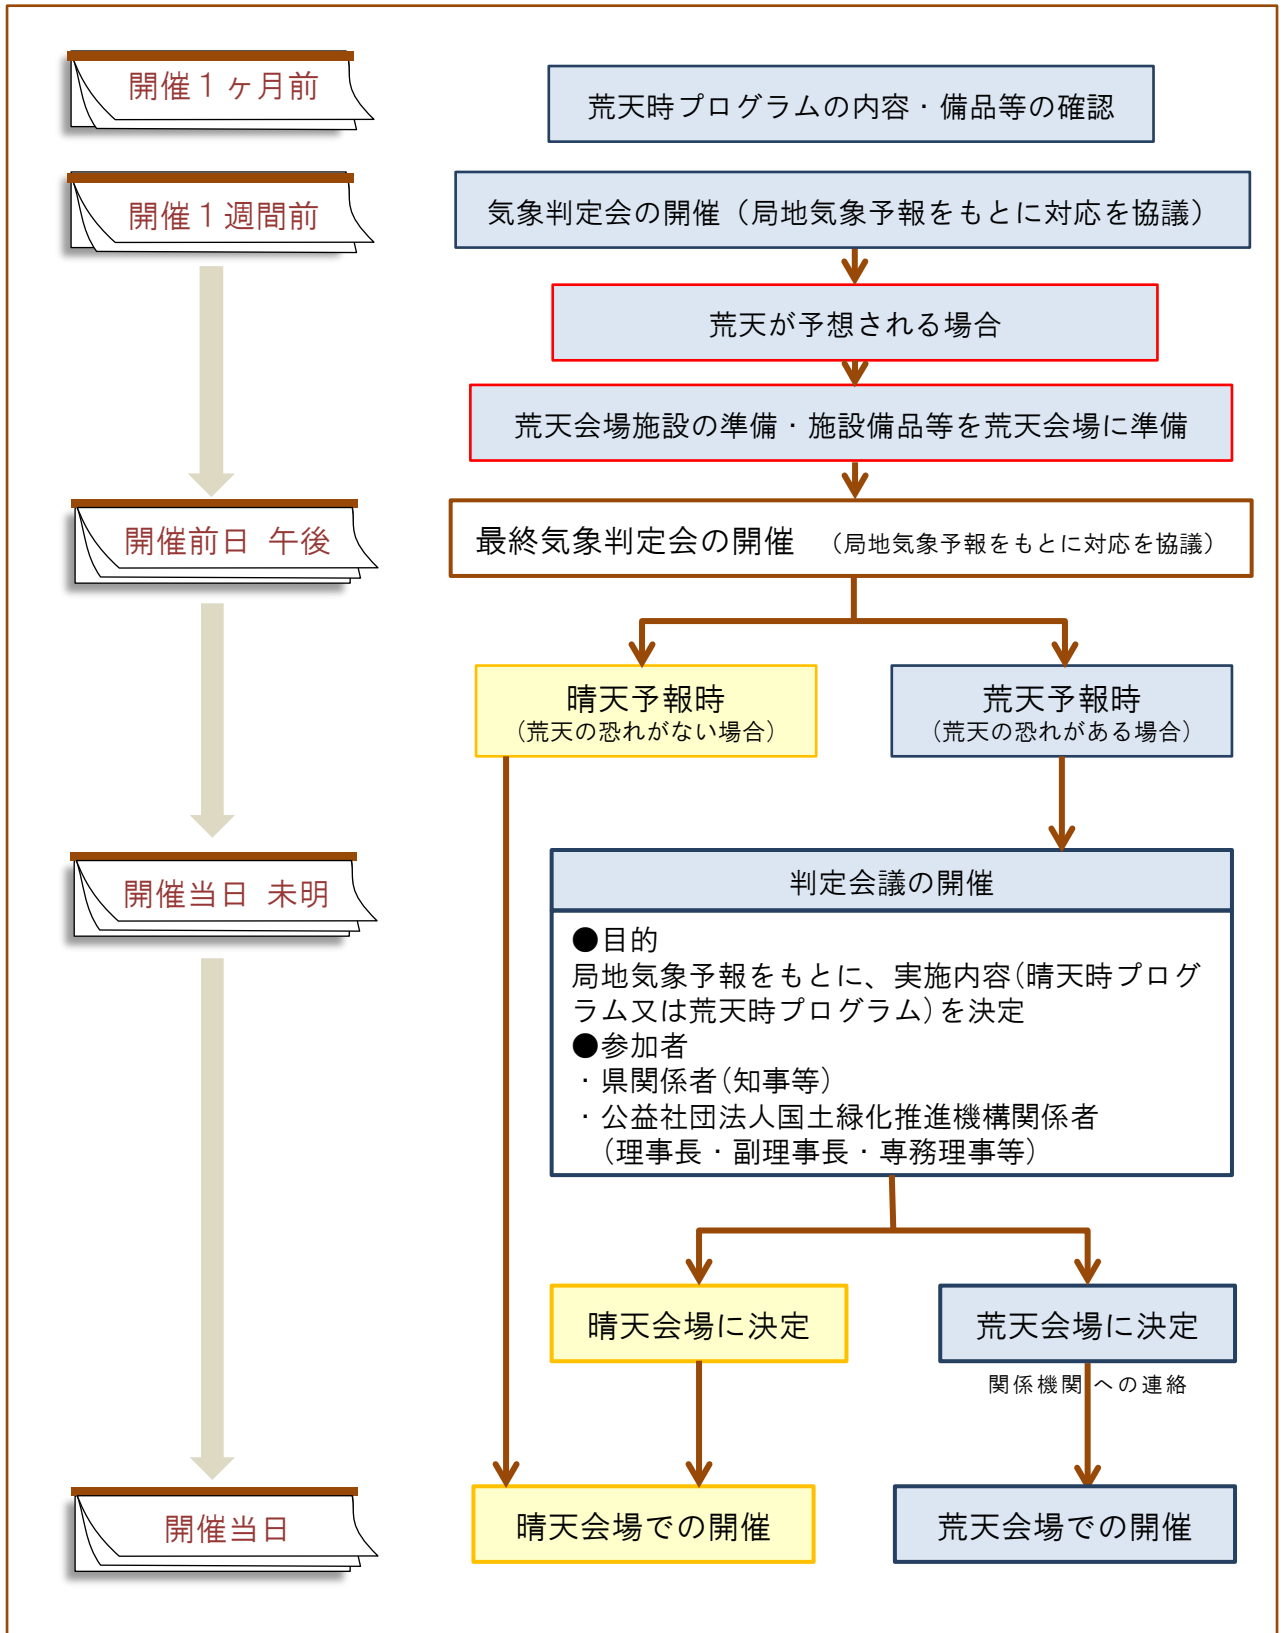 開催1ヶ月前
荒天時プログラムの内容・備品等の確認
開催1週間前
気象判定会の開催（局地気象予報をもとに対応を協議）
荒天が予想される場合
荒天会場施設の準備・施設備品等を荒天会場に準備
開催前日 午後
最終気象判定会の開催 （局地気象予報をもとに対応を協議）
晴天予報時
（荒天の恐れがない場合）
荒天予報時
（荒天の恐れがある場合）
開催当日 未明
判定会議の開催
●目的
局地気象予報をもとに、実施内容(晴天時プログ
ラム又は荒天時プログラム)を決定
●参加者
・県関係者(知事等)
・公益社団法人国土緑化推進機構関係者
(理事長・副理事長・専務理事等)
晴天会場に決定
荒天会場に決定
関係機関への連絡
開催当日
晴天会場での開催
荒天会場での開催